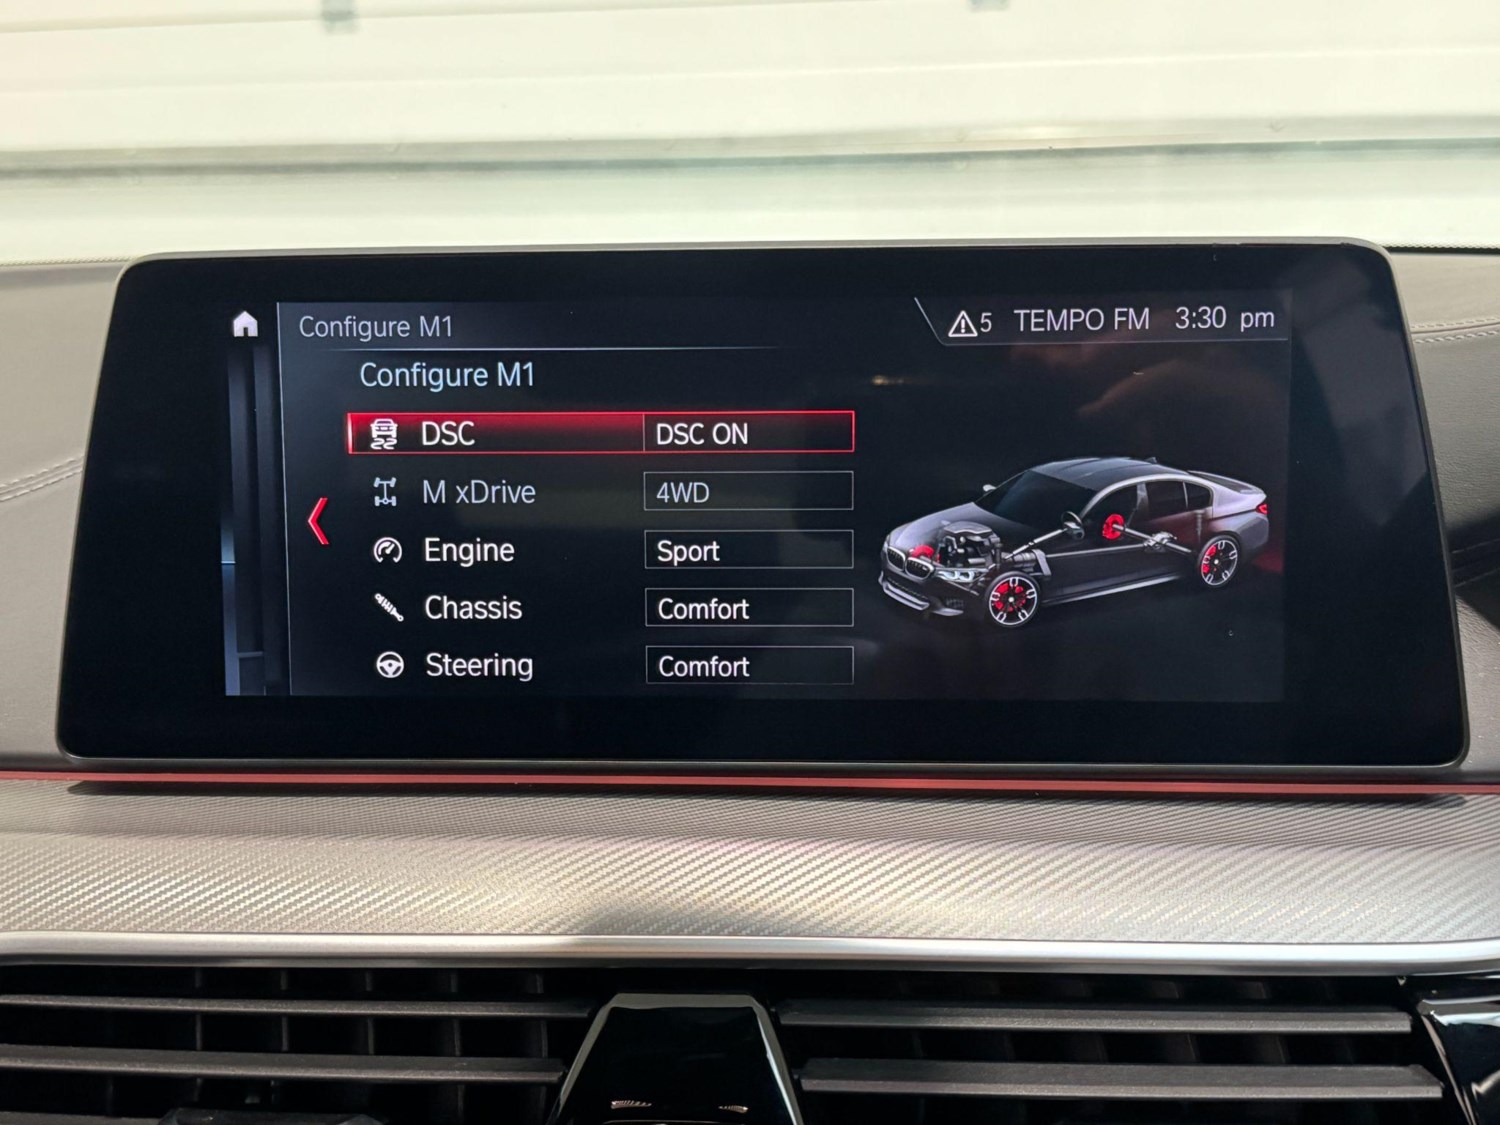 Configure M1
5 TEMPO FM 3:30 pm
Configure M1
DSC DSC ON
M xDrive 4WD
Engine Sport
Chassis Comfort
Steering Comfort